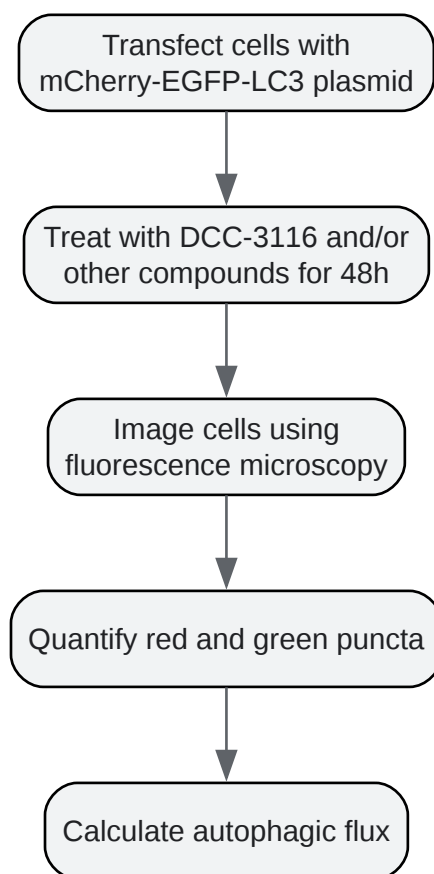 Transfect cells with
mCherry-EGFP-LC3 plasmid
Treat with DCC-3116 and/or
other compounds for 48h
Image cells using
fluorescence microscopy
Quantify red and green puncta
Calculate autophagic flux